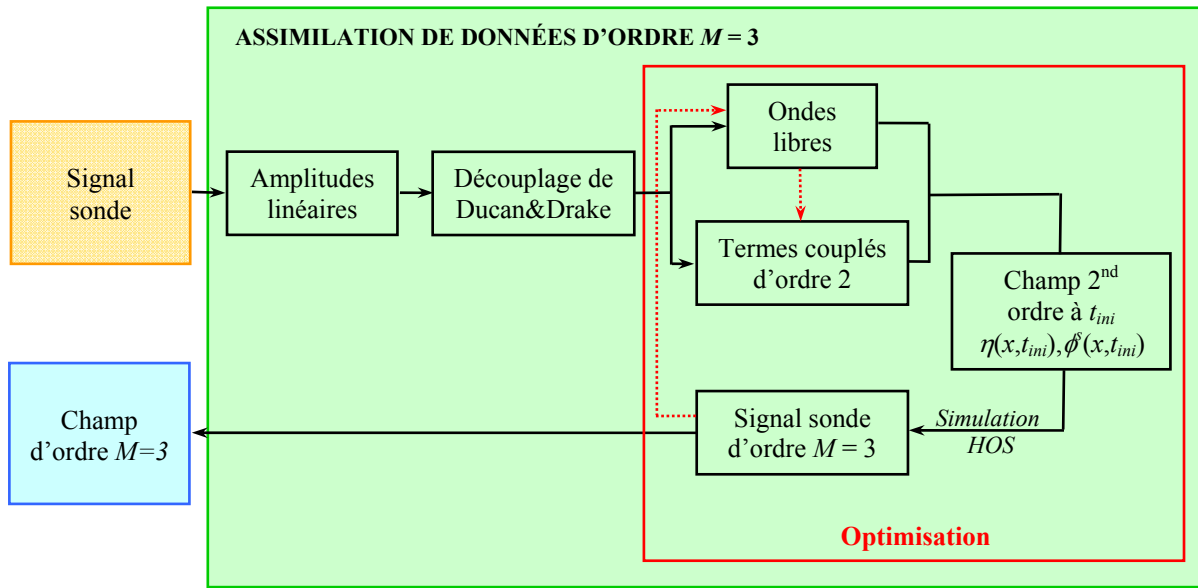 ASSIMILATION DE DONNÉES D'ORDRE M = 3
Signal
sonde
Amplitudes
linéaires
Découplage de
Ducan&Drake
Ondes
libres
Termes couplés
d'ordre 2
Champ 2nd
ordre à tini
η(x,tini),ϕs(x,tini)
Simulation
HOS
Signal sonde
d'ordre M = 3
Champ
d'ordre M=3
Optimisation